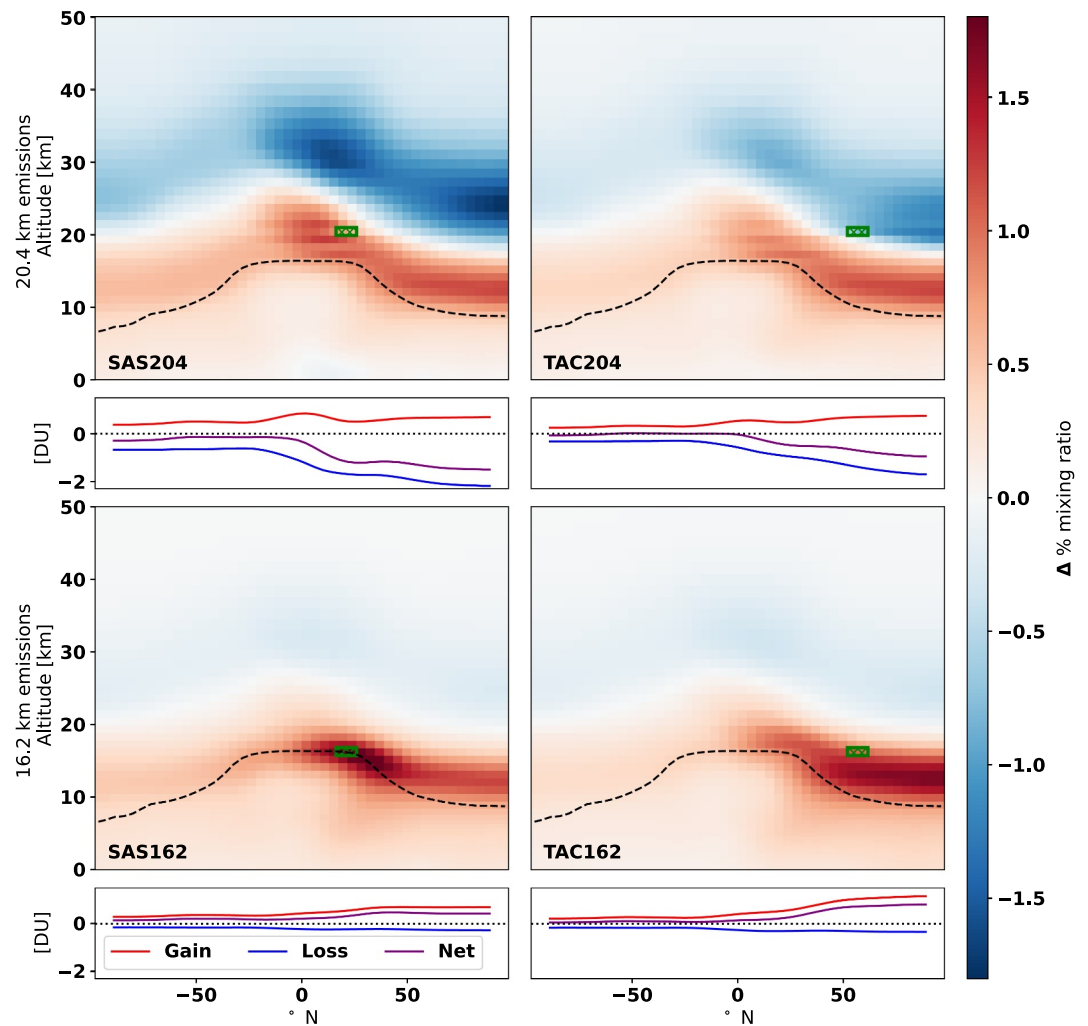 50
40
30
20
10
0
20.4 km emissions
Altitude [km]
SAS204
TAC204
0
−2
[DU]
50
40
30
20
10
0
16.2 km emissions
Altitude [km]
SAS162
TAC162
0
−2
[DU]
Gain Loss Net
−50 0 50
° N
−50 0 50
° N
1.5
1.0
0.5
0.0
−0.5
−1.0
−1.5
Δ % mixing ratio